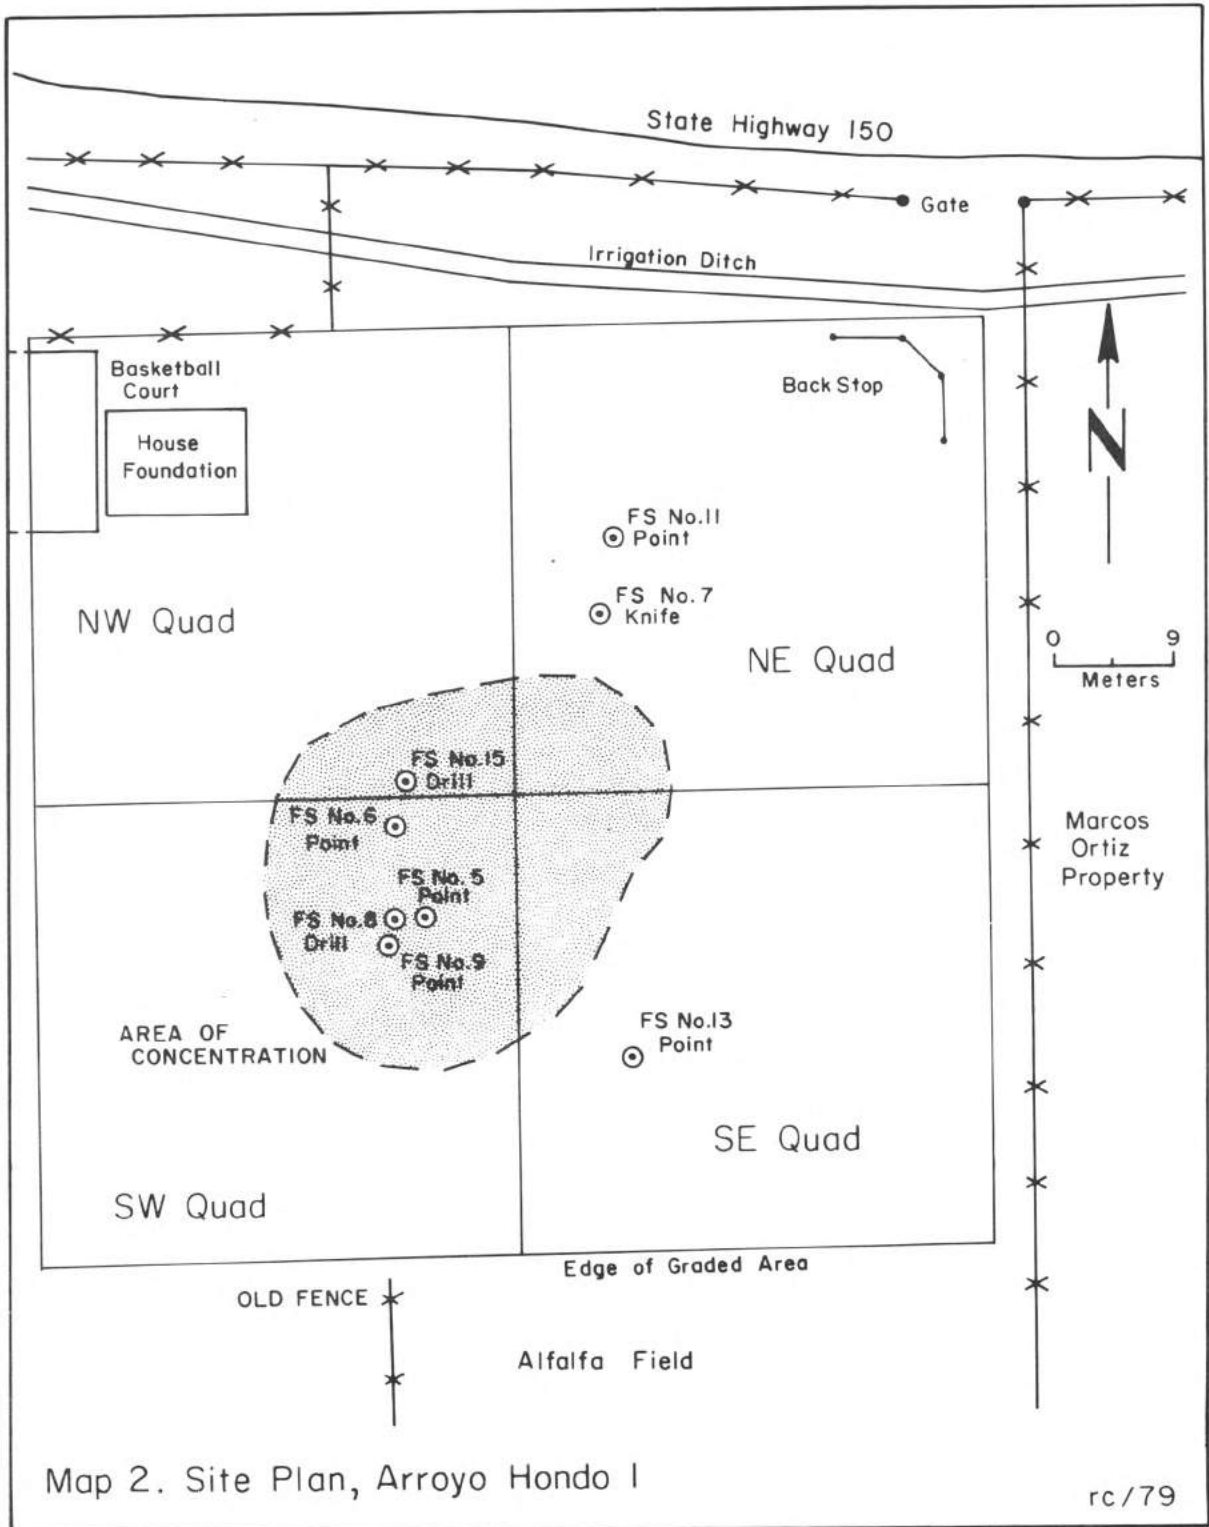 State Highway 150
Gate
Irrigation Ditch
Basketball
Court
Back Stop
House
Foundation
N
FS No.11
Point
FS No.7
Knife
NW Quad
NE Quad
0 9
Meters
FS No.15
Drill
FS No.6
Point
Marcos
Ortiz
Property
FS No.5
Point
FS No.8
Drill
FS No.9
Point
FS No.13
Point
AREA OF
CONCENTRATION
SE Quad
SW Quad
Edge of Graded Area
OLD FENCE
Alfalfa Field
Map 2. Site Plan, Arroyo Hondo I
rc/79